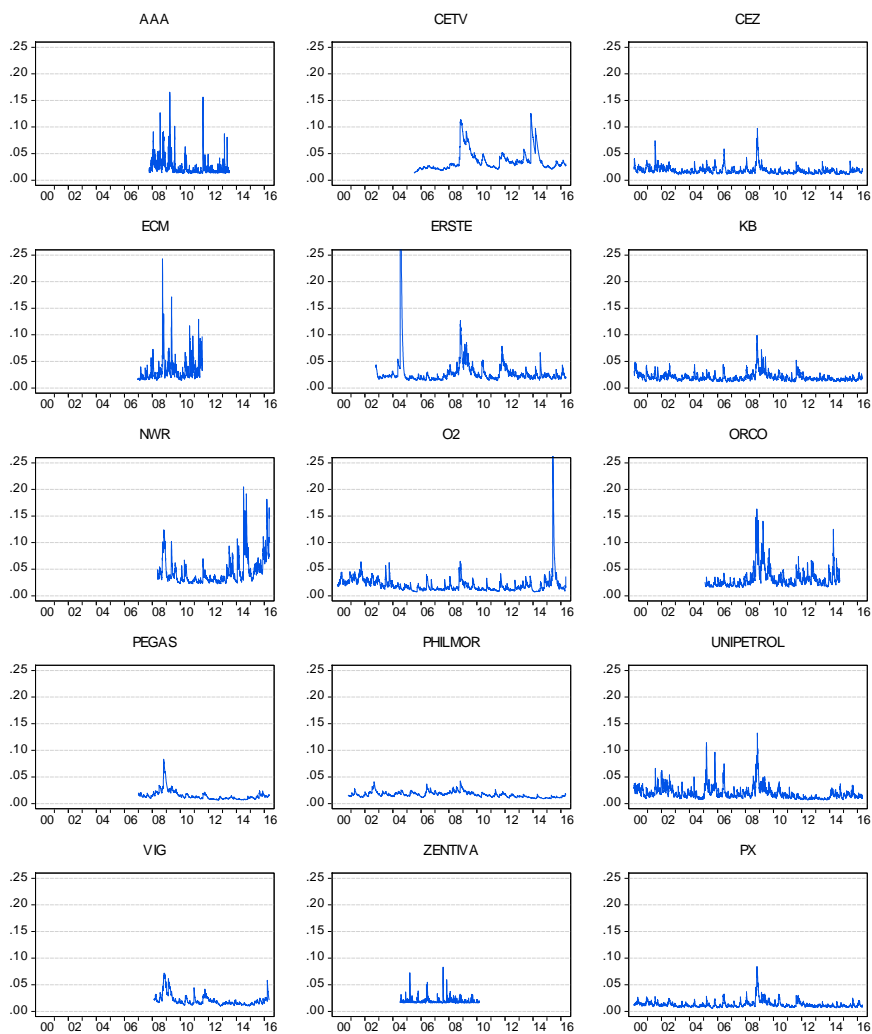 AAA CETV CEZ
.25 .25 .25
.20 .20 .20
.15 .15 .15
.10 .10 .10
.05 .05 .05
.00 .00 .00
00 02 04 06 08 10 12 14 16 00 02 04 06 08 10 12 14 16 00 02 04 06 08 10 12 14 16
ECM ERSTE KB
.25 .25 .25
.20 .20 .20
.15 .15 .15
.10 .10 .10
.05 .05 .05
.00 .00 .00
00 02 04 06 08 10 12 14 16 00 02 04 06 08 10 12 14 16 00 02 04 06 08 10 12 14 16
NWR O2 ORCO
.25 .25 .25
.20 .20 .20
.15 .15 .15
.10 .10 .10
.05 .05 .05
.00 .00 .00
00 02 04 06 08 10 12 14 16 00 02 04 06 08 10 12 14 16 00 02 04 06 08 10 12 14 16
PEGAS PHILMOR UNIPETROL
.25 .25 .25
.20 .20 .20
.15 .15 .15
.10 .10 .10
.05 .05 .05
.00 .00 .00
00 02 04 06 08 10 12 14 16 00 02 04 06 08 10 12 14 16 00 02 04 06 08 10 12 14 16
VIG ZENTIVA PX
.25 .25 .25
.20 .20 .20
.15 .15 .15
.10 .10 .10
.05 .05 .05
.00 .00 .00
00 02 04 06 08 10 12 14 16 00 02 04 06 08 10 12 14 16 00 02 04 06 08 10 12 14 16